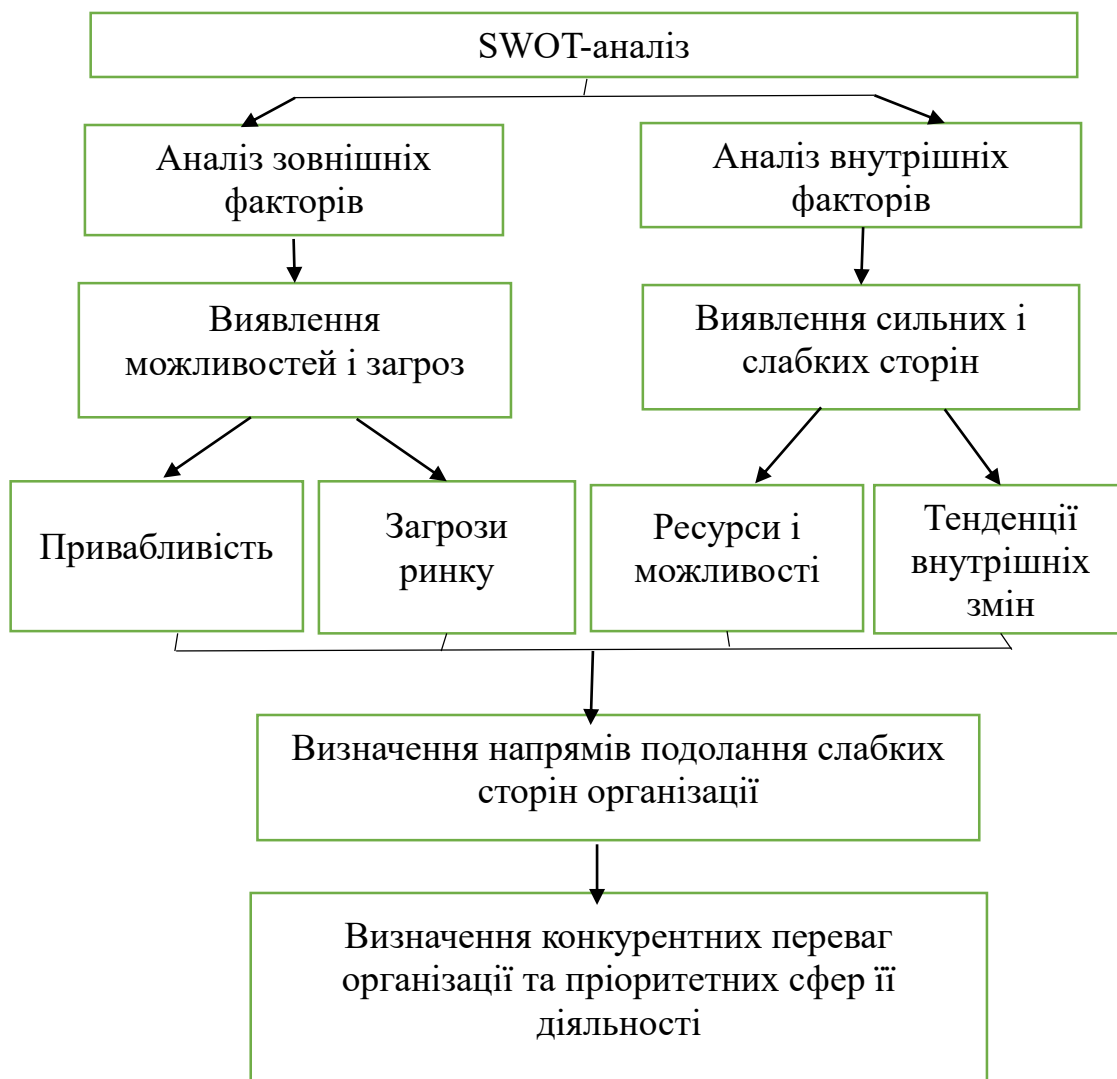 SWOT-аналіз
Аналіз зовнішніх
факторів
Аналіз внутрішніх
факторів
Виявлення
можливостей і загроз
Виявлення сильних і
слабких сторін
Привабливість
Загрози
ринку
Ресурси і
можливості
Тенденції
внутрішніх
змін
Визначення напрямів подолання слабких
сторін організації
Визначення конкурентних переваг
організації та пріоритетних сфер її
діяльності